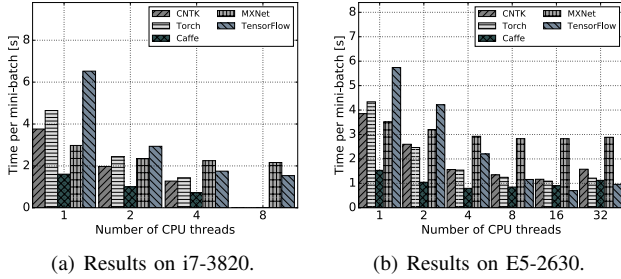 CNTK
Torch
Caffe
MXNet
TensorFlow
Time per mini-batch [s]
8
6
4
2
0
1 2 4 8
Number of CPU threads
(a) Results on i7-3820.
CNTK
Torch
Caffe
MXNet
TensorFlow
Time per mini-batch [s]
8
7
6
5
4
3
2
1
0
1 2 4 8 16 32
Number of CPU threads
(b) Results on E5-2630.